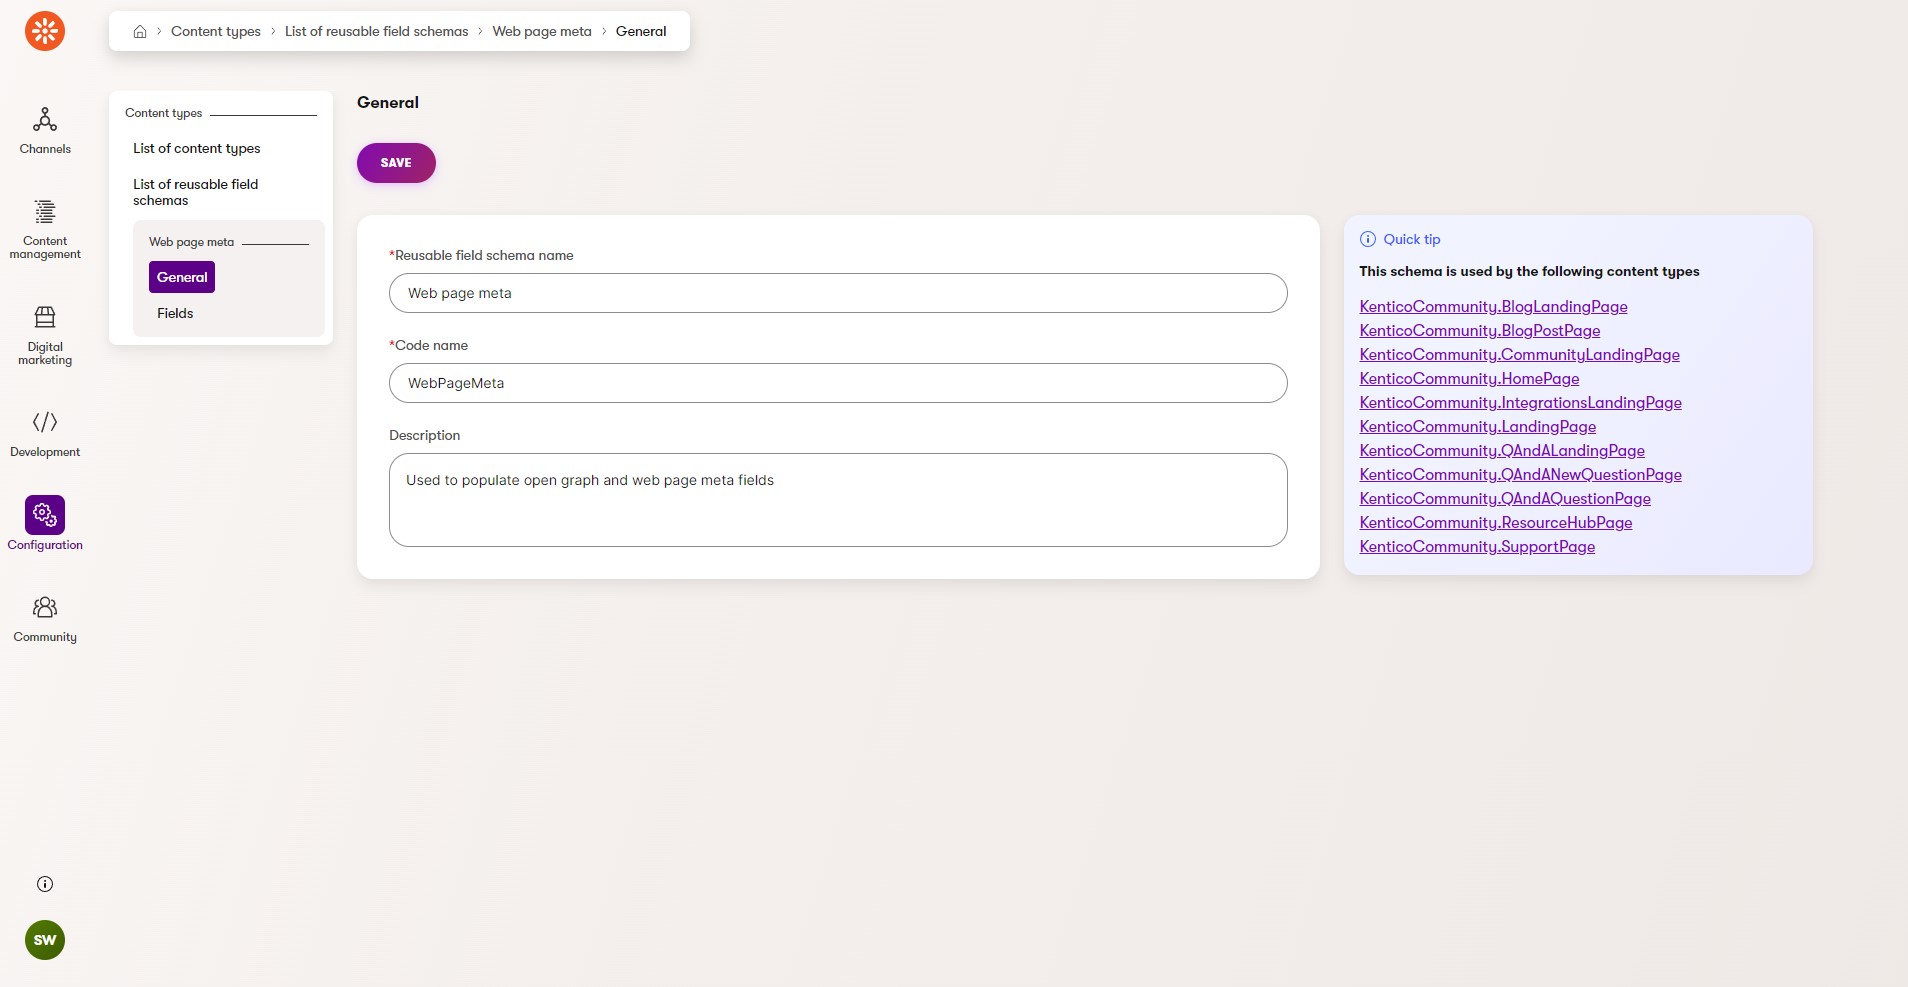 Content types
List of reusable field schemas
Web page meta
General
Channels
Content
management
Digital
marketing
Development
Configuration
Community
SW
Content types
List of content types
List of reusable field
schemas
Web page meta
General
Fields
General
SAVE
*Reusable field schema name
Web page meta
*Code name
WebPageMeta
Description
Used to populate open graph and web page meta fields
Quick tip
This schema is used by the following content types
KenticoCommunity.BlogLandingPage
KenticoCommunity.BlogPostPage
KenticoCommunity.CommunityLandingPage
KenticoCommunity.HomePage
KenticoCommunity.IntegrationsLandingPage
KenticoCommunity.LandingPage
KenticoCommunity.QAndALandingPage
KenticoCommunity.QAndANewQuestionPage
KenticoCommunity.QAndAQuestionPage
KenticoCommunity.ResourceHubPage
KenticoCommunity.SupportPage